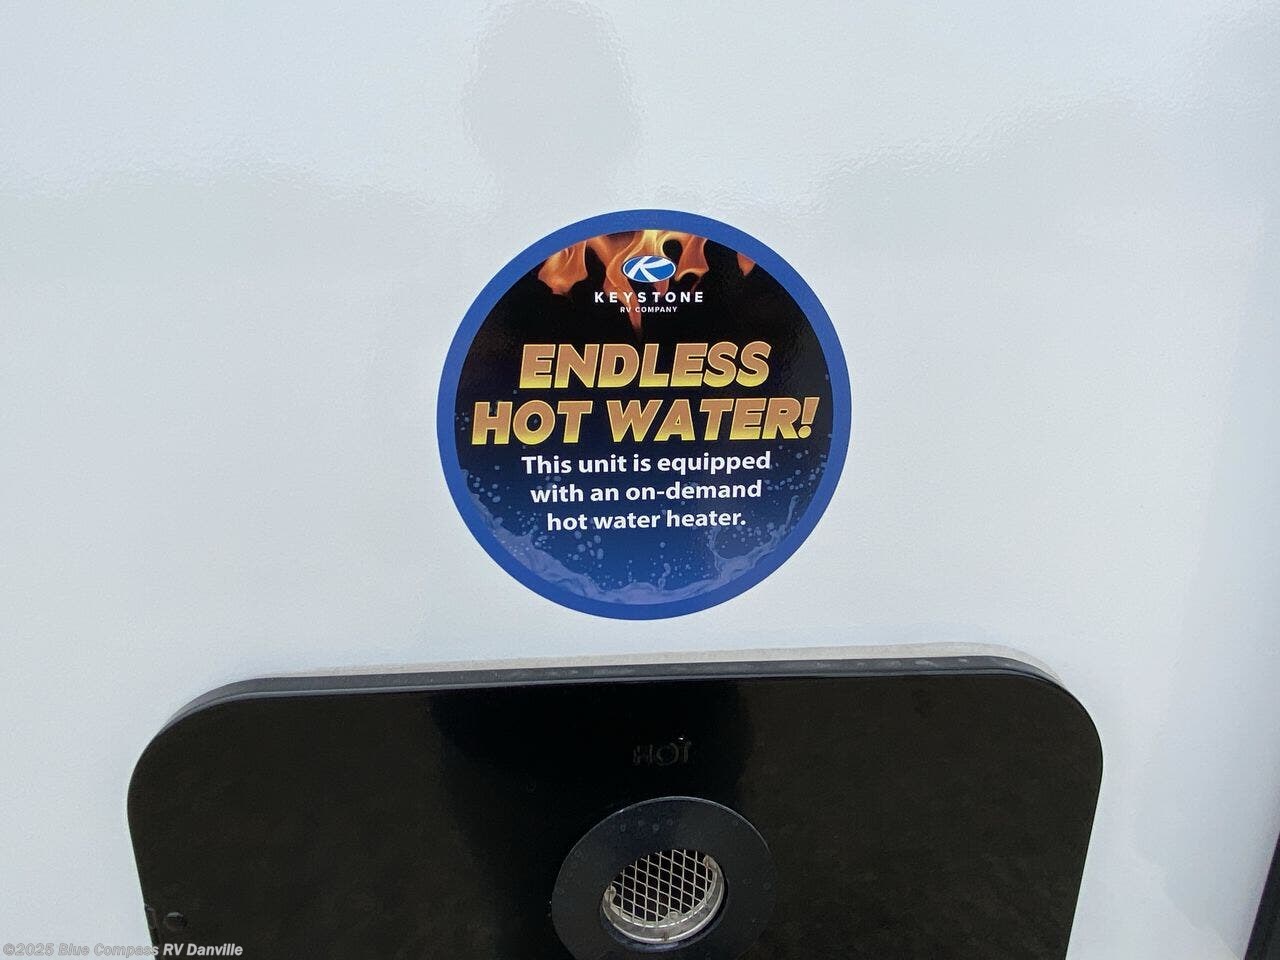 KEYSTONE
RV COMPANY
ENDLESS
HOT WATER!
This unit is equipped
with an on-demand
hot water heater.
HOT
©2025 Blue Compass RV Danville